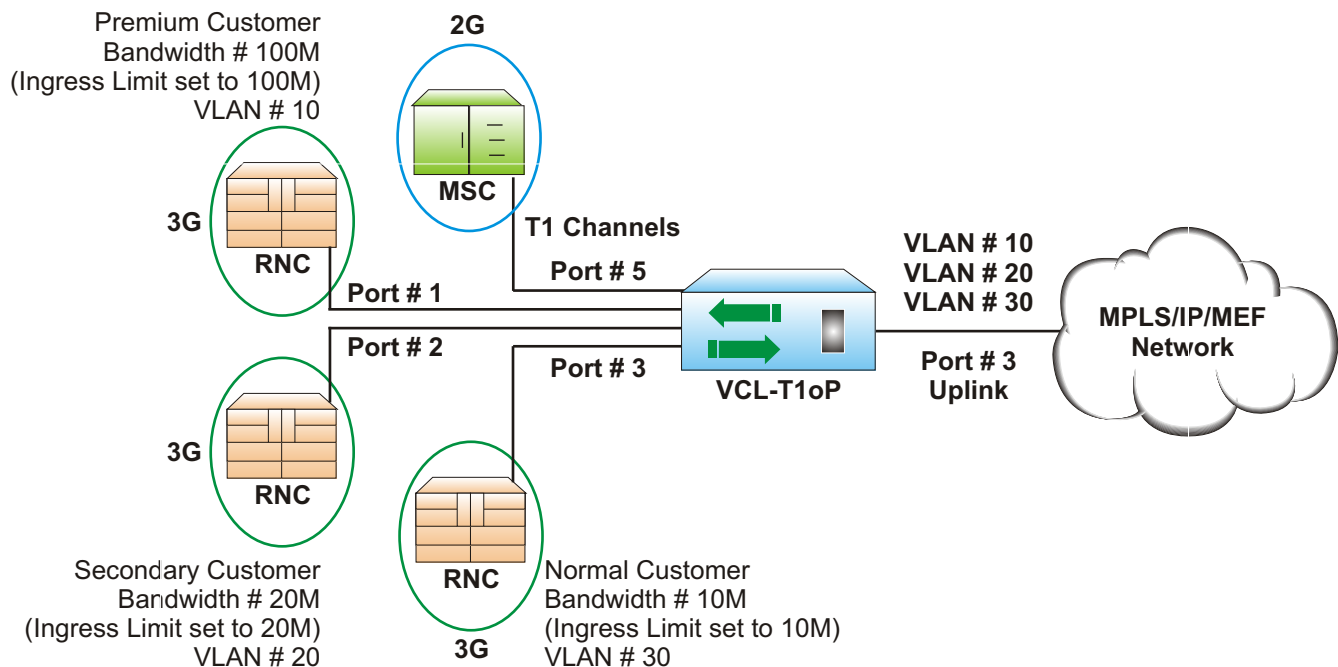 Premium Customer
Bandwidth # 100M
(Ingress Limit set to 100M)
VLAN # 10
2G
MSC
3G
RNC
T1 Channels
Port # 5
Port # 1
Port # 2
Port # 3
VCL-T1oP
VLAN # 10
VLAN # 20
VLAN # 30
Port # 3
Uplink
MPLS/IP/MEF
Network
3G
RNC
Secondary Customer
Bandwidth # 20M
(Ingress Limit set to 20M)
VLAN # 20
RNC
3G
Normal Customer
Bandwidth # 10M
(Ingress Limit set to 10M)
VLAN # 30